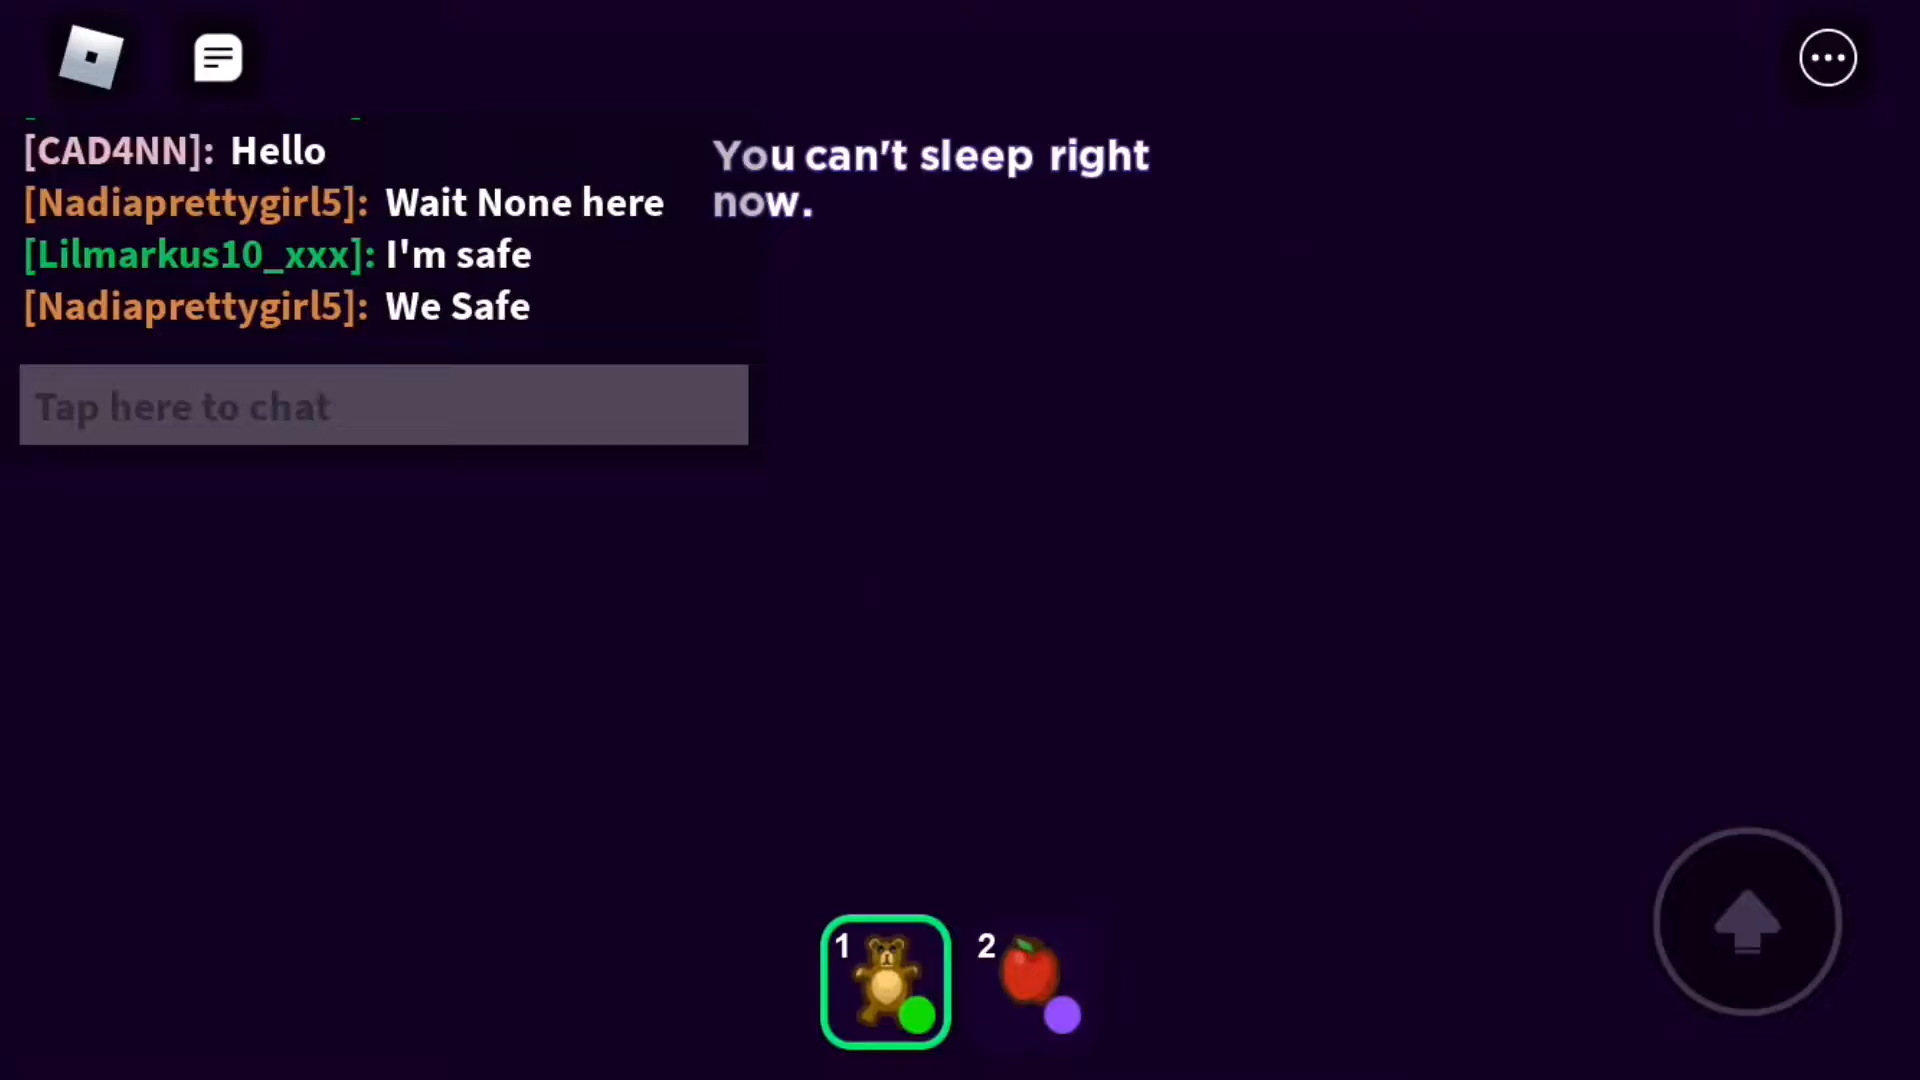 [CAD4NN]: Hello
[Nadiaprettygirl5]: Wait None here
[Lilmarkus10_xxx]: I'm safe
[Nadiaprettygirl5]: We Safe
Tap here to chat
You can't sleep right
now.
1
2